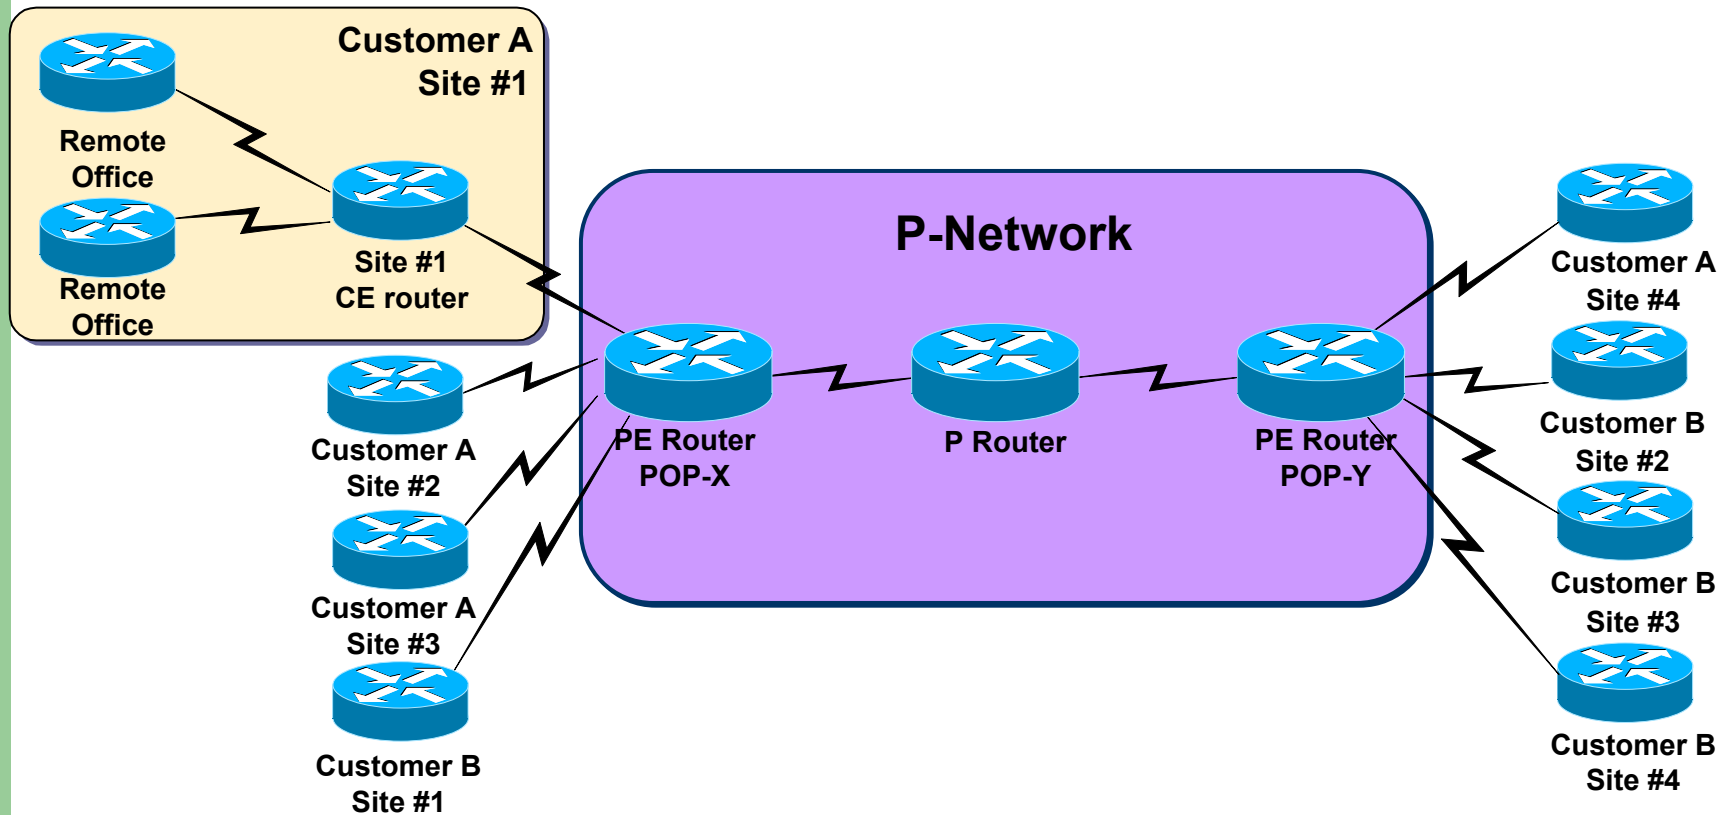 Customer A
Site #1
Remote
Office
Remote
Office
Site #1
CE router
P-Network
PE Router
POP-X
P Router
PE Router
POP-Y
Customer A
Site #2
Customer A
Site #3
Customer B
Site #1
Customer A
Site #4
Customer B
Site #2
Customer B
Site #3
Customer B
Site #4